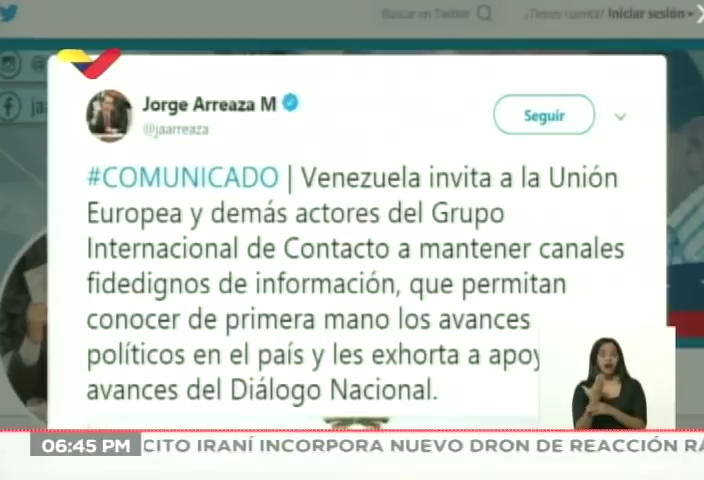 Buscar en Twitter
¿Tienes cuenta? Iniciar sesión
Jorge Arreaza M
@jaarreaza
Seguir
#COMUNICADO | Venezuela invita a la Unión
Europea y demás actores del Grupo
Internacional de Contacto a mantener canales
fidedignos de información, que permitan
conocer de primera mano los avances
políticos en el país y les exhorta a apoy
avances del Diálogo Nacional.
06:45 PM CITO IRANÍ INCORPORA NUEVO DRON DE REACCIÓN RÁ